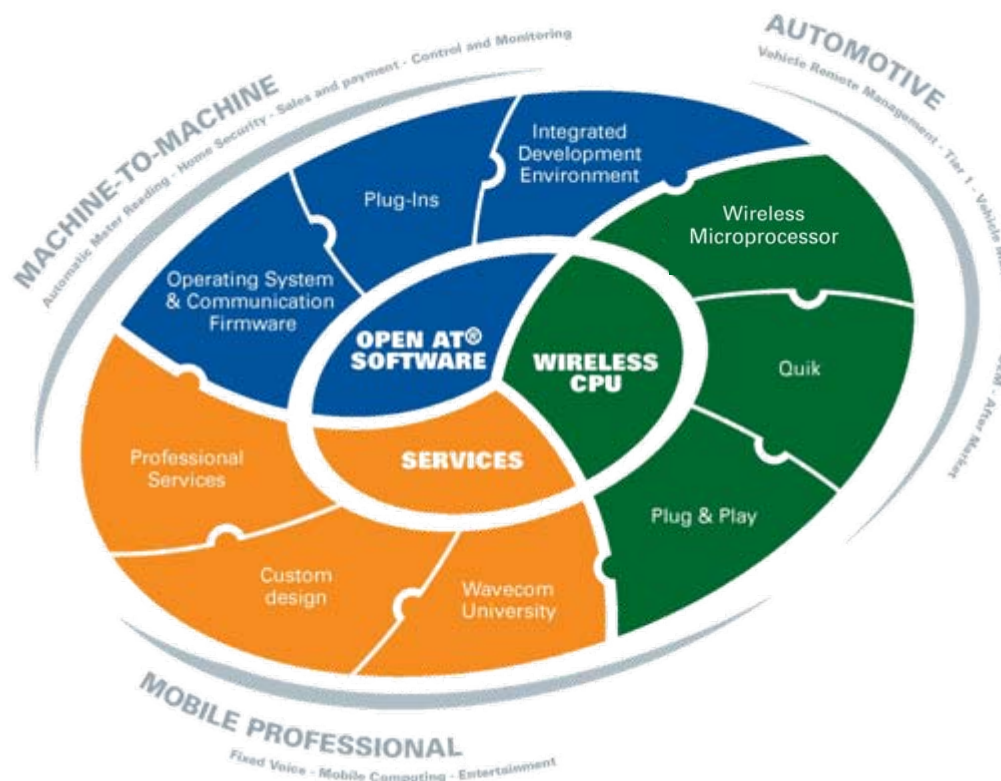 MACHINE-TO-MACHINE
Automatic Meter Reading - Home Security - Sales and payment - Control and Monitoring
AUTOMOTIVE
Vehicle Remote Management - Tier 1 - Vehicle
OEM - After Market
Integrated
Development
Environment
Plug-Ins
Operating System
& Communication
Firmware
OPEN AT®
SOFTWARE
Wireless
Microprocessor
Quik
Plug & Play
WIRELESS
CPU
SERVICES
Professional
Services
Custom
design
Wavecom
University
MOBILE PROFESSIONAL
Fixed Voice - Mobile Computing - Entertainment